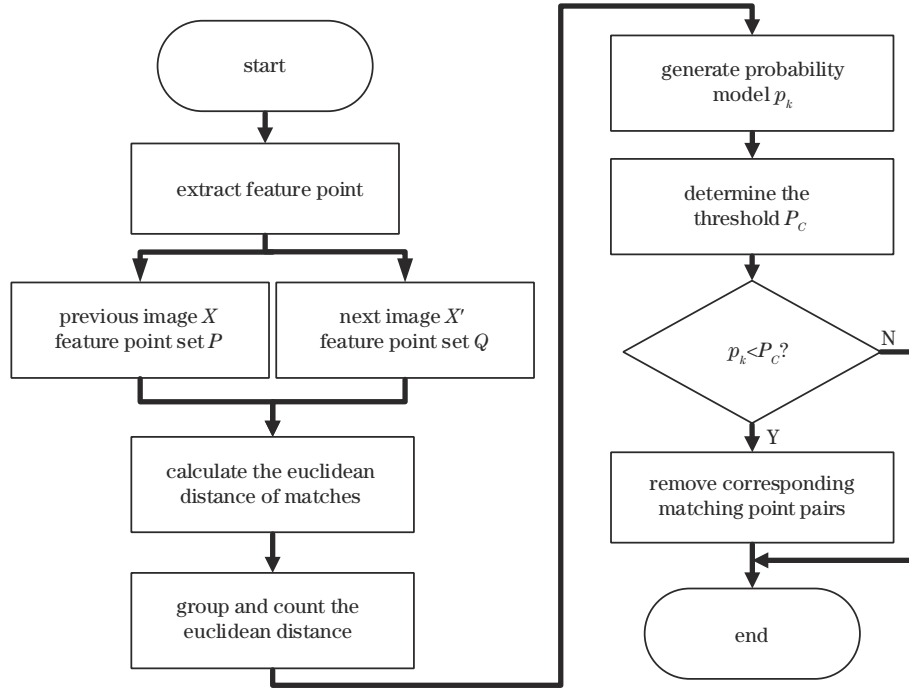 start
extract feature point
previous image X
feature point set P
next image X′
feature point set Q
calculate the euclidean
distance of matches
group and count the
euclidean distance
generate probability
model pₖ
determine the
threshold P_C
pₖ<P_C?
N
Y
remove corresponding
matching point pairs
end